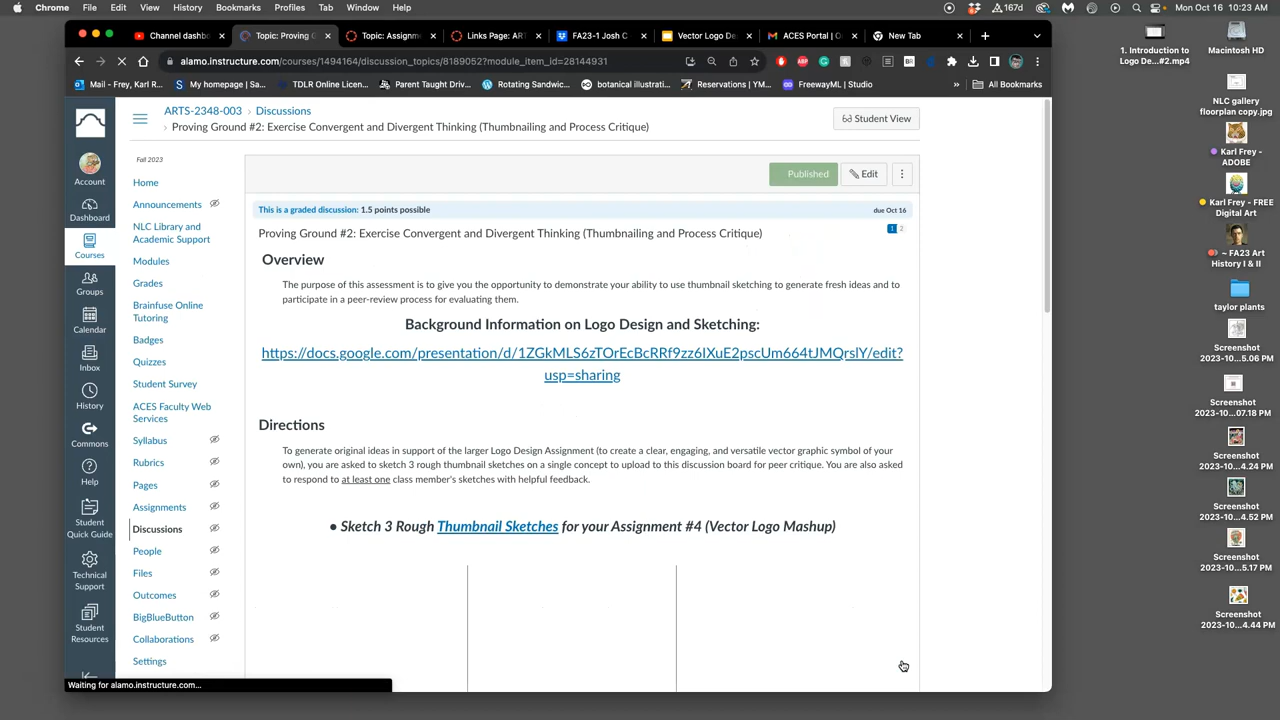 Chrome File Edit View History Bookmarks Profiles Tab Window Help 167d Mon Oct 16 10:23 AM
Channel dashb Topic: Proving G Topic: Assignme Links Page: ART FA23-1 Josh C Vector Logo De ACES Portal | O New Tab
alamo.instructure.com/courses/1494164/discussion_topics/8189052?module_item_id=28144931
Mail - Frey, Karl R... My homepage | Sa... TDLR Online Licen... Parent Taught Driv... Rotating Sandwic... botanical illustrati... Reservations | YM... FreewayML | Studio » All Bookmarks
ARTS-2348-003 > Discussions
> Proving Ground #2: Exercise Convergent and Divergent Thinking (Thumbnailing and Process Critique)
Student View
Account
Dashboard
Courses
Groups
Calendar
Inbox
History
Commons
Help
Student
Quick Guide
Technical
Support
Student
Resources
Fall 2023
Home
Announcements
NLC Library and
Academic Support
Modules
Grades
Brainfuse Online
Tutoring
Badges
Quizzes
Student Survey
ACES Faculty Web
Services
Syllabus
Rubrics
Pages
Assignments
Discussions
People
Files
Outcomes
BigBlueButton
Collaborations
Settings
Published Edit
This is a graded discussion: 1.5 points possible due Oct 16
Proving Ground #2: Exercise Convergent and Divergent Thinking (Thumbnailing and Process Critique) 1 2
Overview
The purpose of this assessment is to give you the opportunity to demonstrate your ability to use thumbnail sketching to generate fresh ideas and to
participate in a peer-review process for evaluating them.
Background Information on Logo Design and Sketching:
https://docs.google.com/presentation/d/1ZGkMLS6zTOrEcBcRRf9zz6IXuE2pscUm664tJMQrslY/edit?
usp=sharing
Directions
To generate original ideas in support of the larger Logo Design Assignment (to create a clear, engaging, and versatile vector graphic symbol of your
own), you are asked to sketch 3 rough thumbnail sketches on a single concept to upload to this discussion board for peer critique. You are also asked
to respond to at least one class member's sketches with helpful feedback.
• Sketch 3 Rough Thumbnail Sketches for your Assignment #4 (Vector Logo Mashup)
Waiting for alamo.instructure.com...
1. Introduction to
Logo De...#2.mp4
Macintosh HD
NLC gallery
floorplan copy.jpg
Karl Frey -
ADOBE
Karl Frey - FREE
Digital Art
~ FA23 Art
History I & II
taylor plants
Screenshot
2023-10...5.06 PM
Screenshot
2023-10...07.18 PM
Screenshot
2023-10...4.24 PM
Screenshot
2023-10...4.52 PM
Screenshot
2023-10...5.17 PM
Screenshot
2023-10...4.44 PM